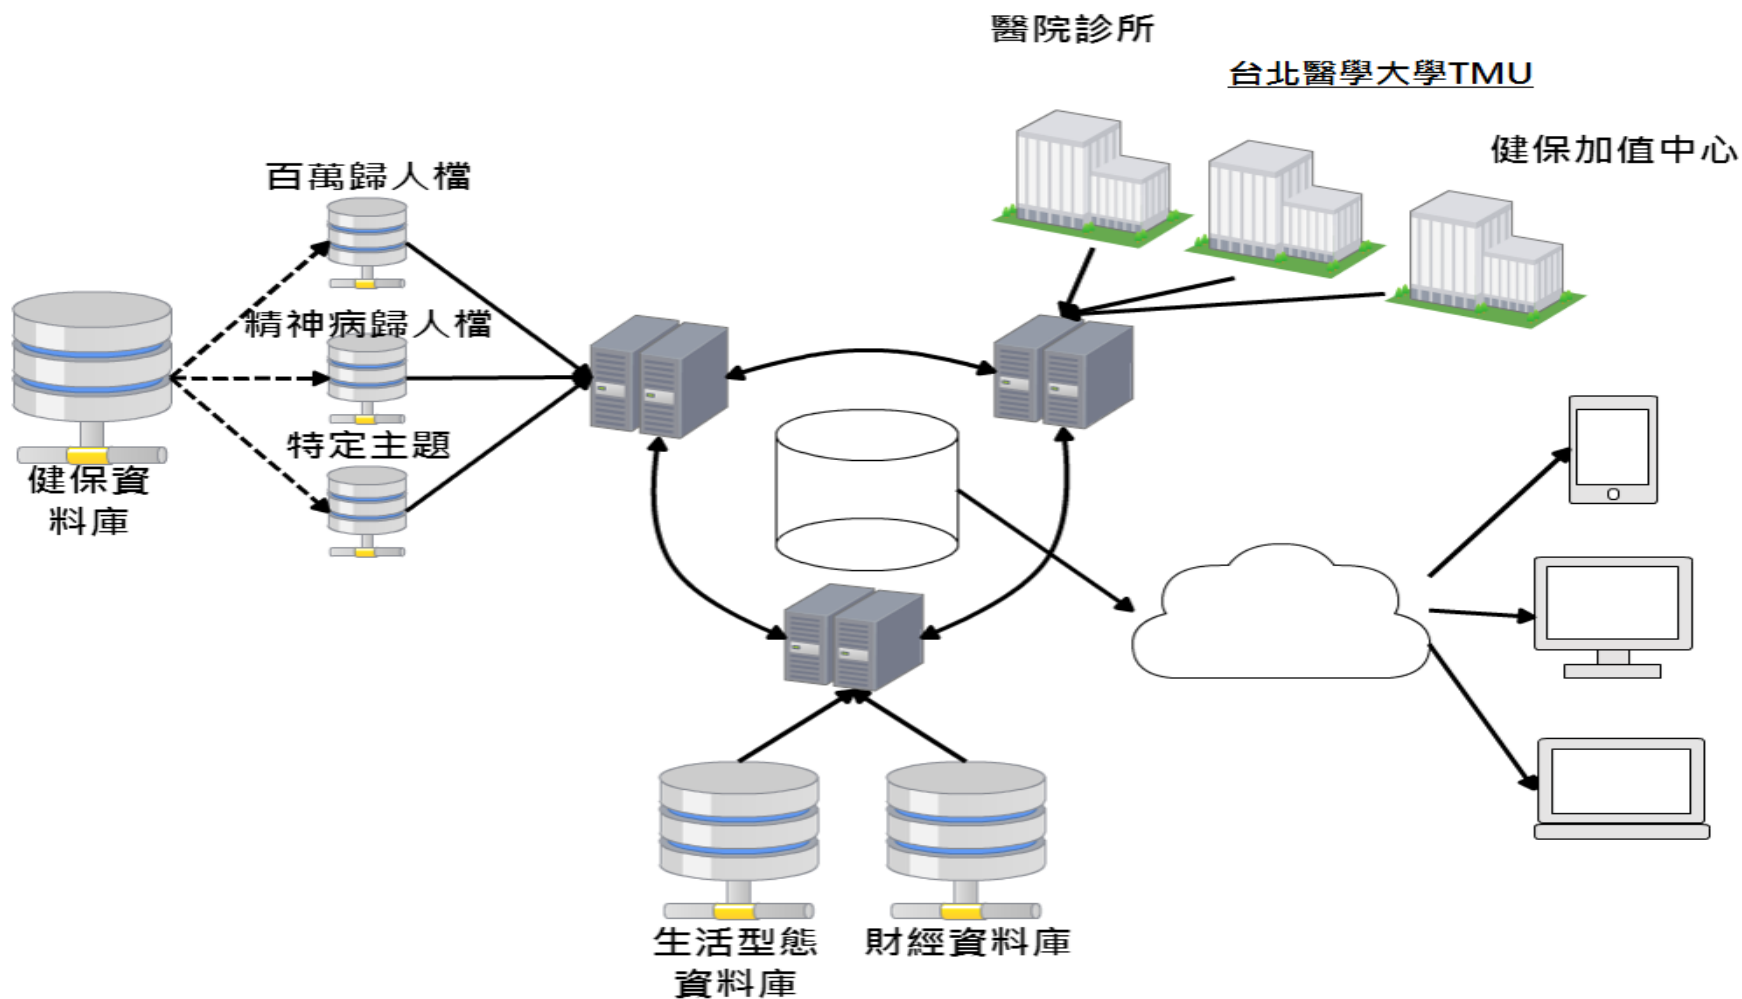 醫院診所
台北醫學大學TMU
健保加值中心
百萬歸人檔
精神病歸人檔
特定主題
健保資
料庫
生活型態
資料庫
財經資料庫